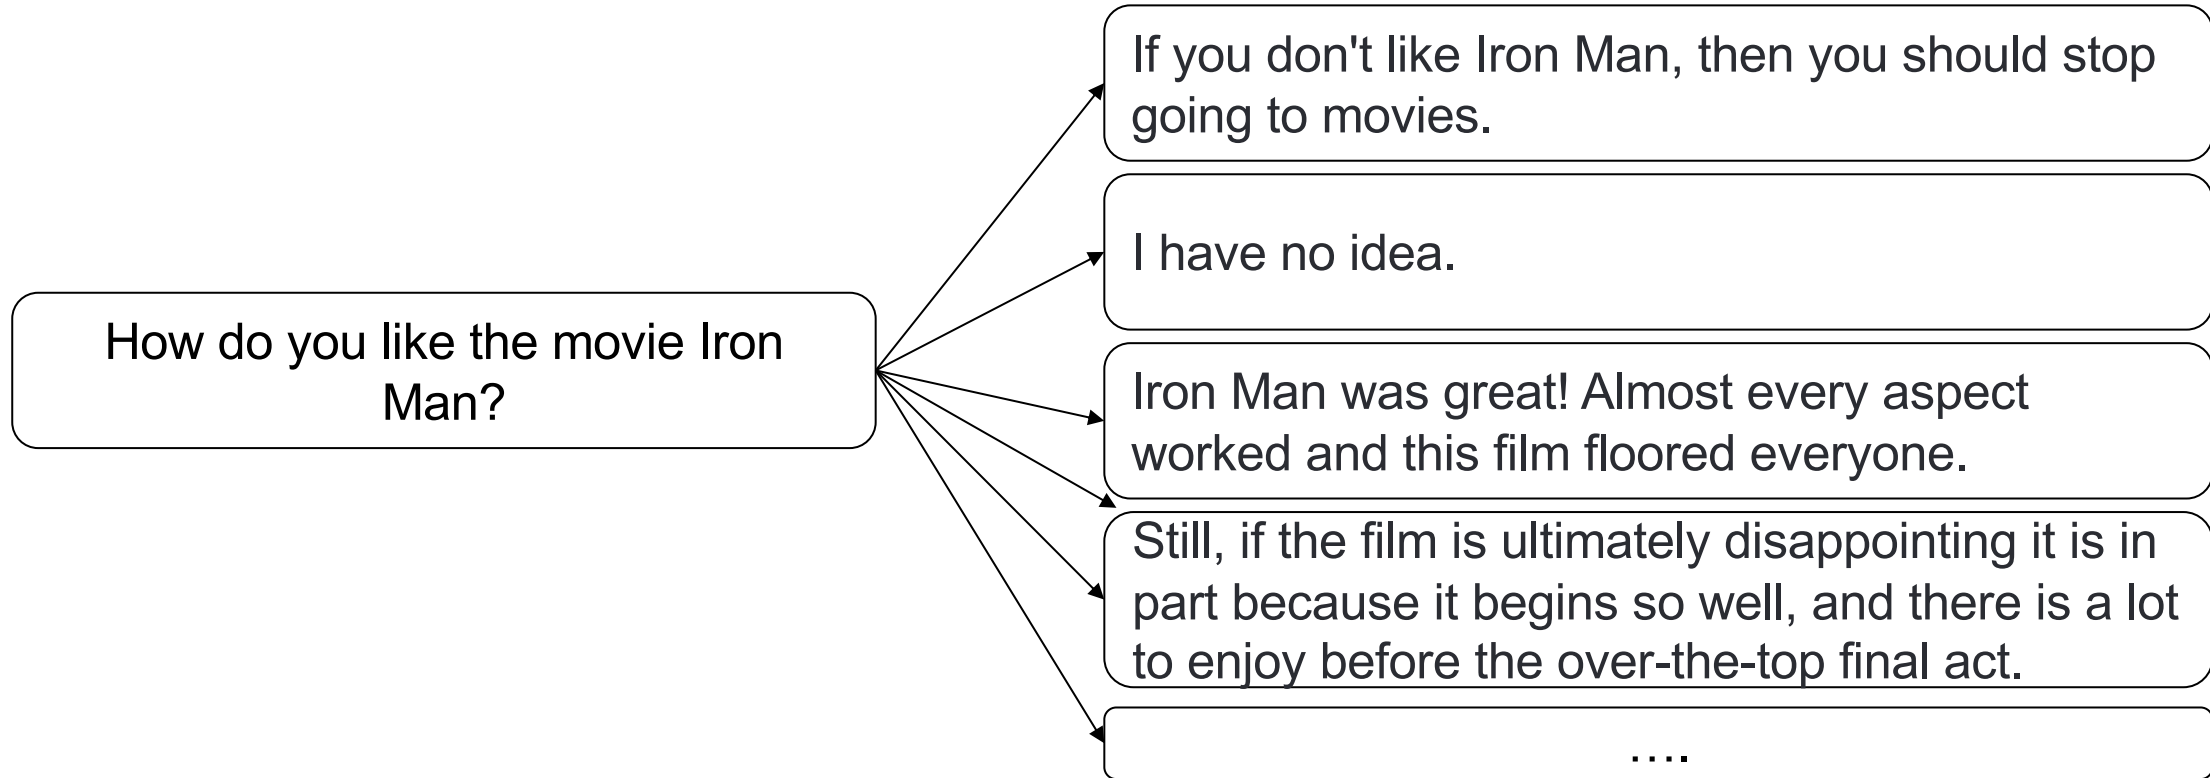 If you don't like Iron Man, then you should stop
going to movies.
I have no idea.
How do you like the movie Iron
Man?
Iron Man was great! Almost every aspect
worked and this film floored everyone.
Still, if the film is ultimately disappointing it is in
part because it begins so well, and there is a lot
to enjoy before the over-the-top final act.
....